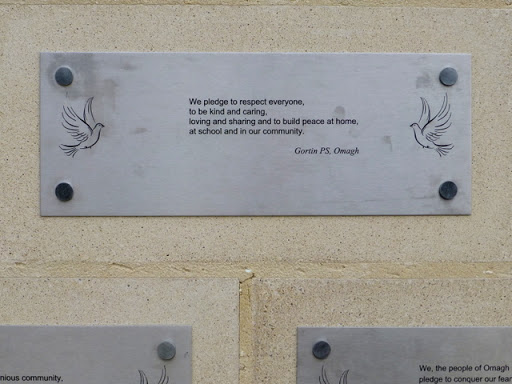 We pledge to respect everyone,
to be kind and caring,
loving and sharing and to build peace at home,
at school and in our community.
Gortin PS, Omagh
nious community,
We, the people of Omagh
pledge to conquer our fear